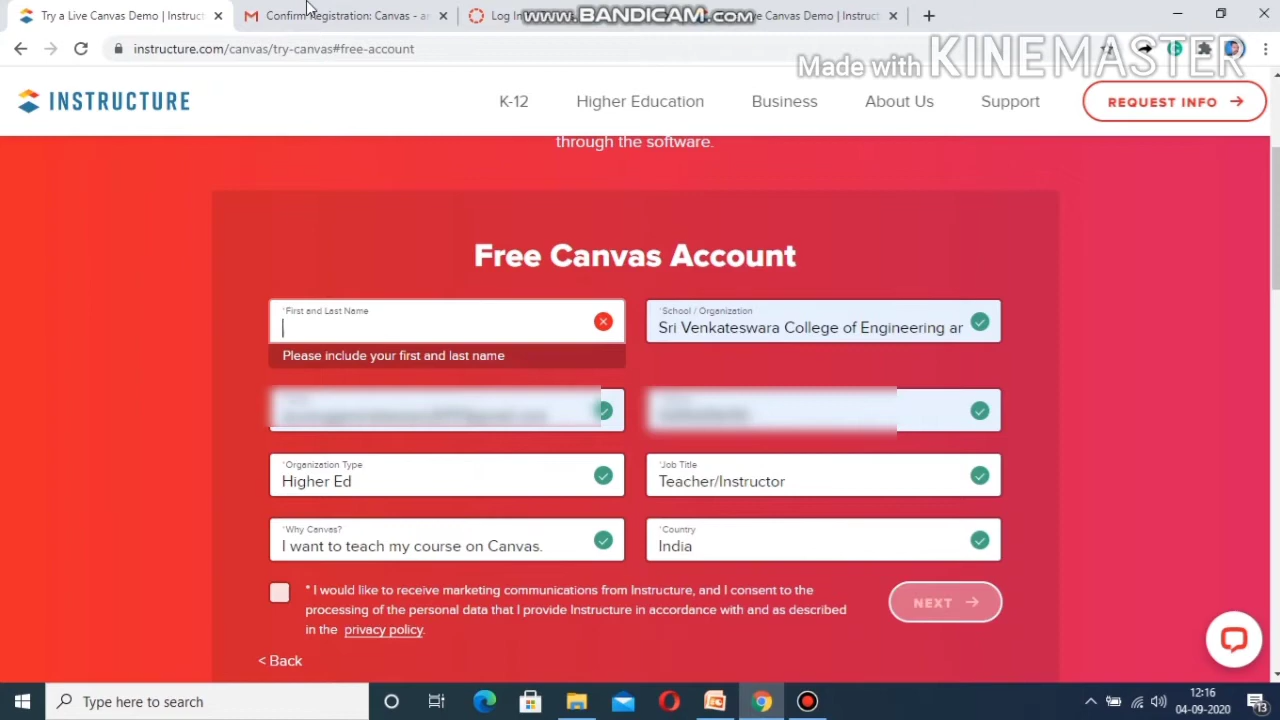 Try a Live Canvas Demo | Instruct
Confirm Registration: Canvas - a
Log In
Canvas Demo | Instruct
www.BANDICAM.com
instructure.com/canvas/try-canvas#free-account
Made with KINEMASTER
INSTRUCTURE
K-12
Higher Education
Business
About Us
Support
REQUEST INFO
through the software.
Free Canvas Account
*First and Last Name
Please include your first and last name
*School / Organization
Sri Venkateswara College of Engineering ar
*Organization Type
Higher Ed
*Job Title
Teacher/Instructor
*Why Canvas?
I want to teach my course on Canvas.
*Country
India
* I would like to receive marketing communications from Instructure, and I consent to the
processing of the personal data that I provide Instructure in accordance with and as described
in the privacy policy.
NEXT
< Back
Type here to search
12:16
04-09-2020
13